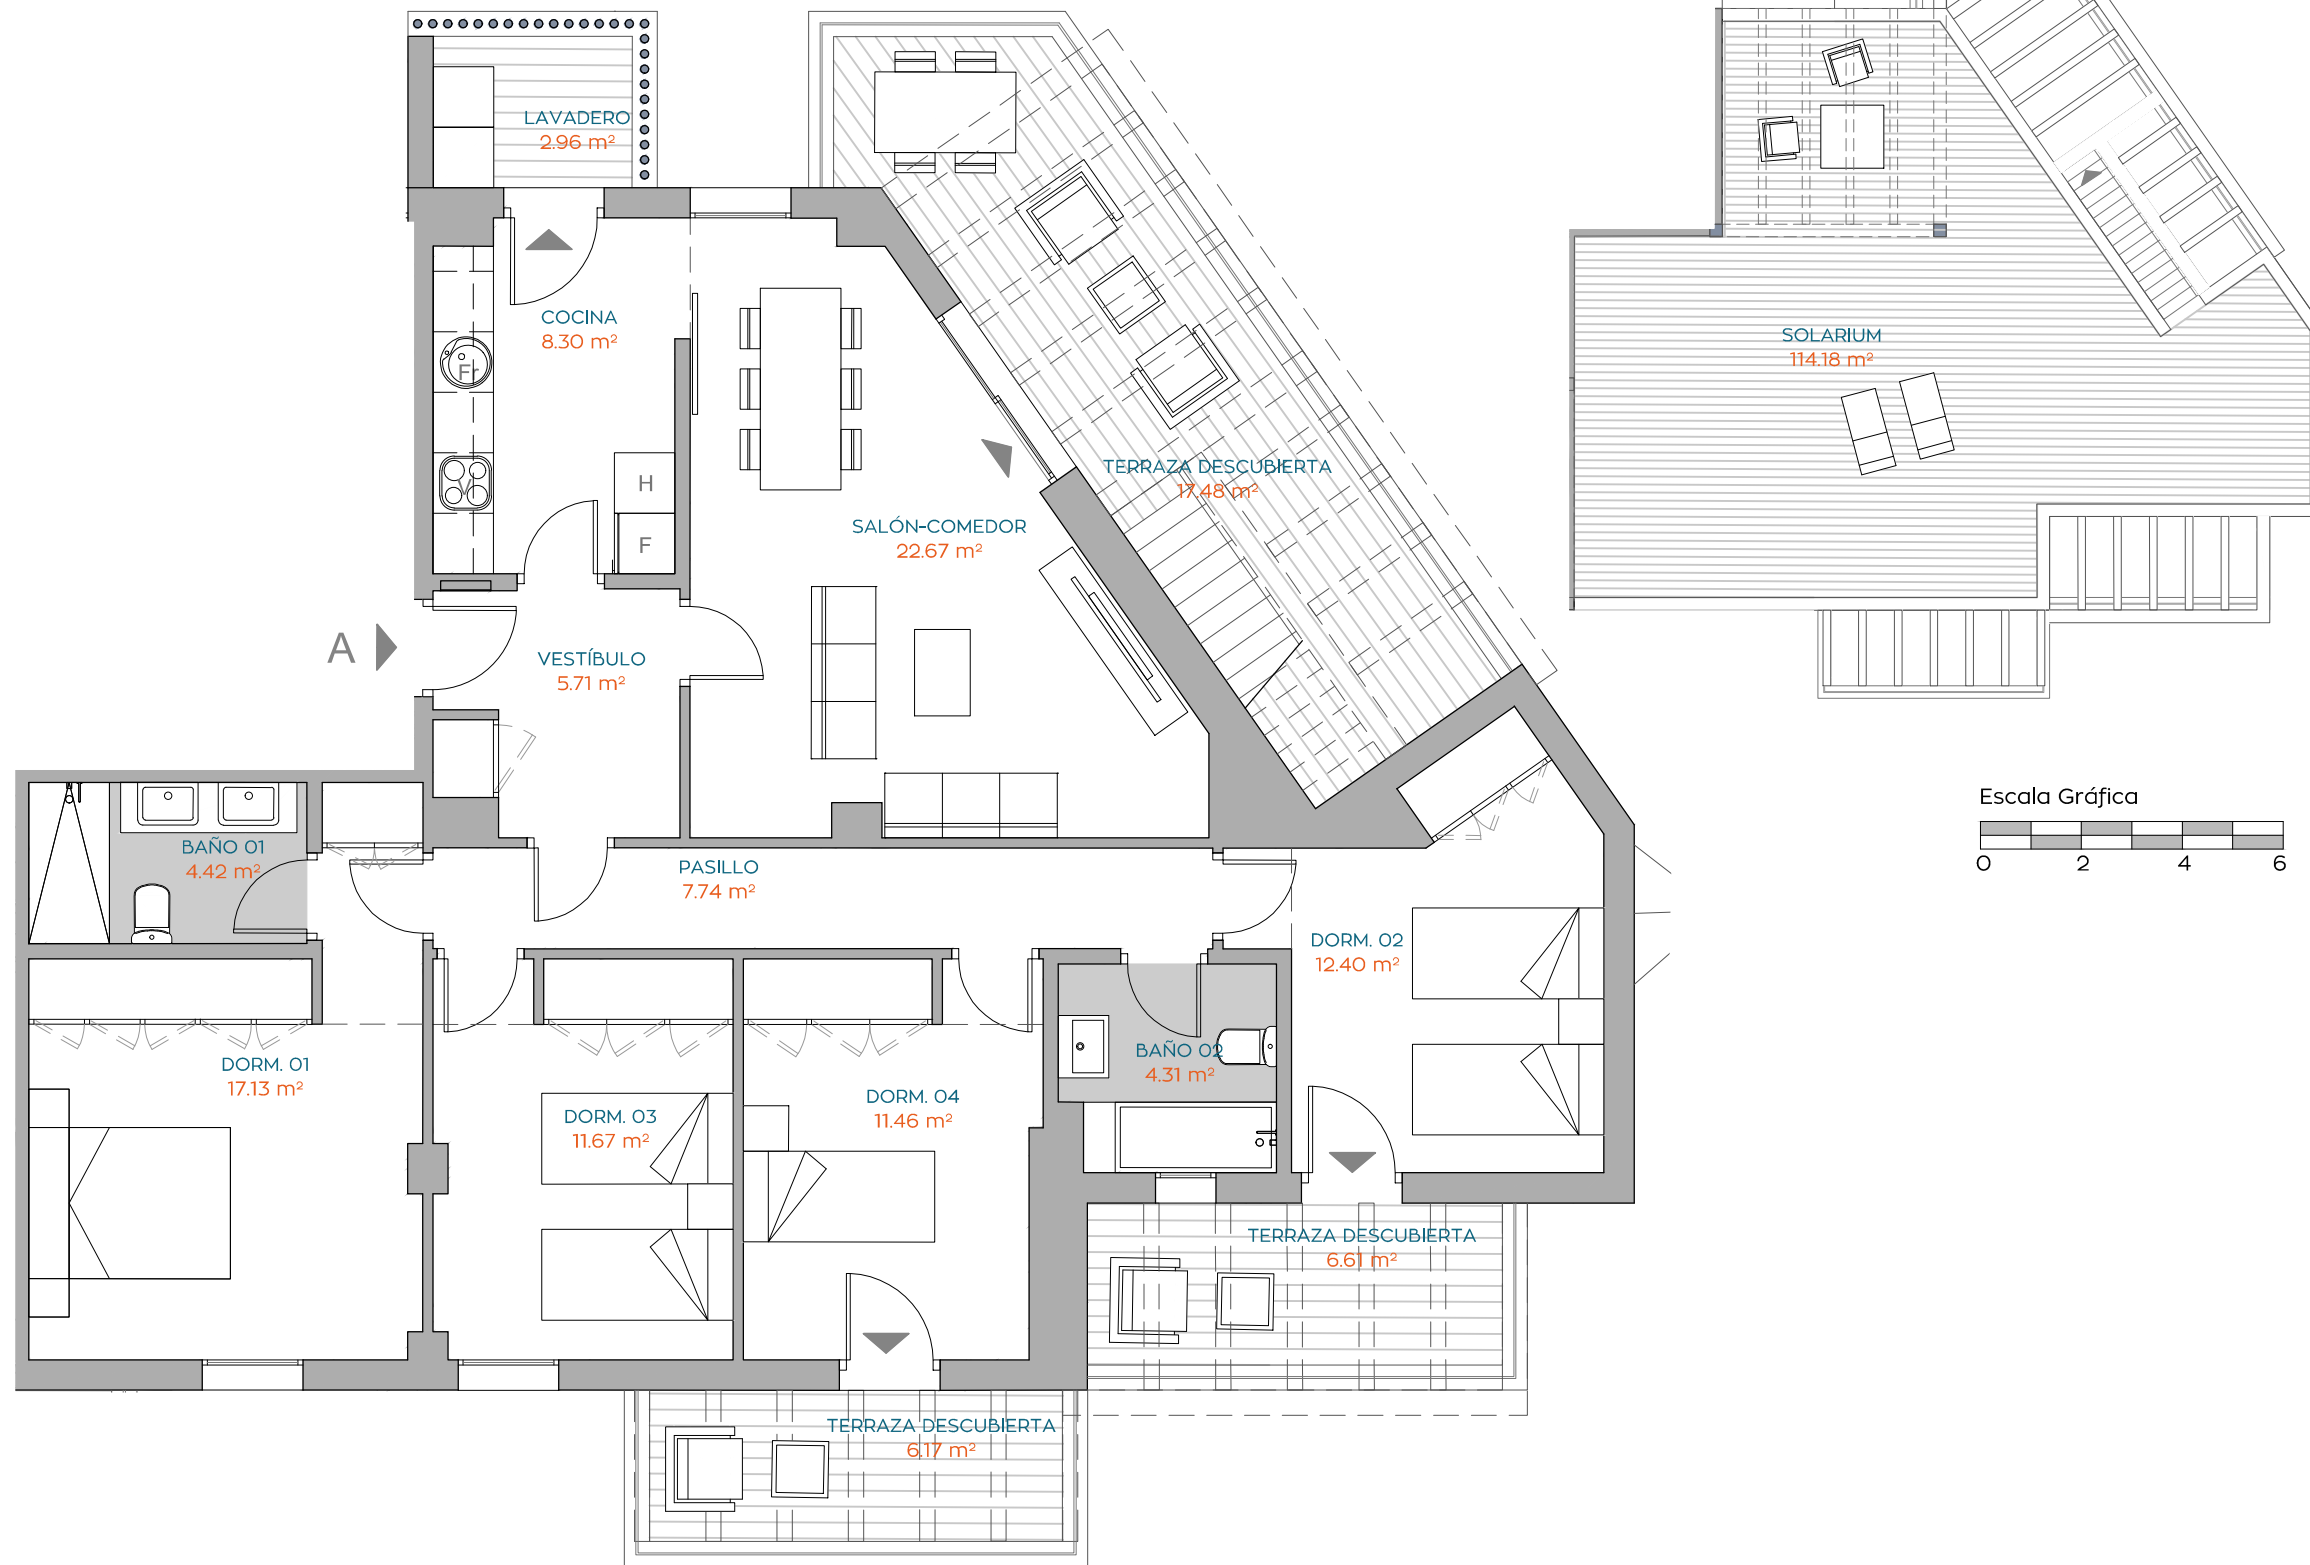 LAVADERO
2.96 m²
COCINA
8.30 m²
Fr
V
H
F
SOLARIUM
114.18 m²
TERRAZA DESCUBIERTA
17.48 m²
SALÓN-COMEDOR
22.67 m²
A
VESTÍBULO
5.71 m²
Escala Gráfica
0 2 4 6
BAÑO 01
4.42 m²
PASILLO
7.74 m²
DORM. 02
12.40 m²
DORM. 01
17.13 m²
BAÑO 02
4.31 m²
DORM. 03
11.67 m²
DORM. 04
11.46 m²
TERRAZA DESCUBIERTA
6.61 m²
TERRAZA DESCUBIERTA
6.17 m²